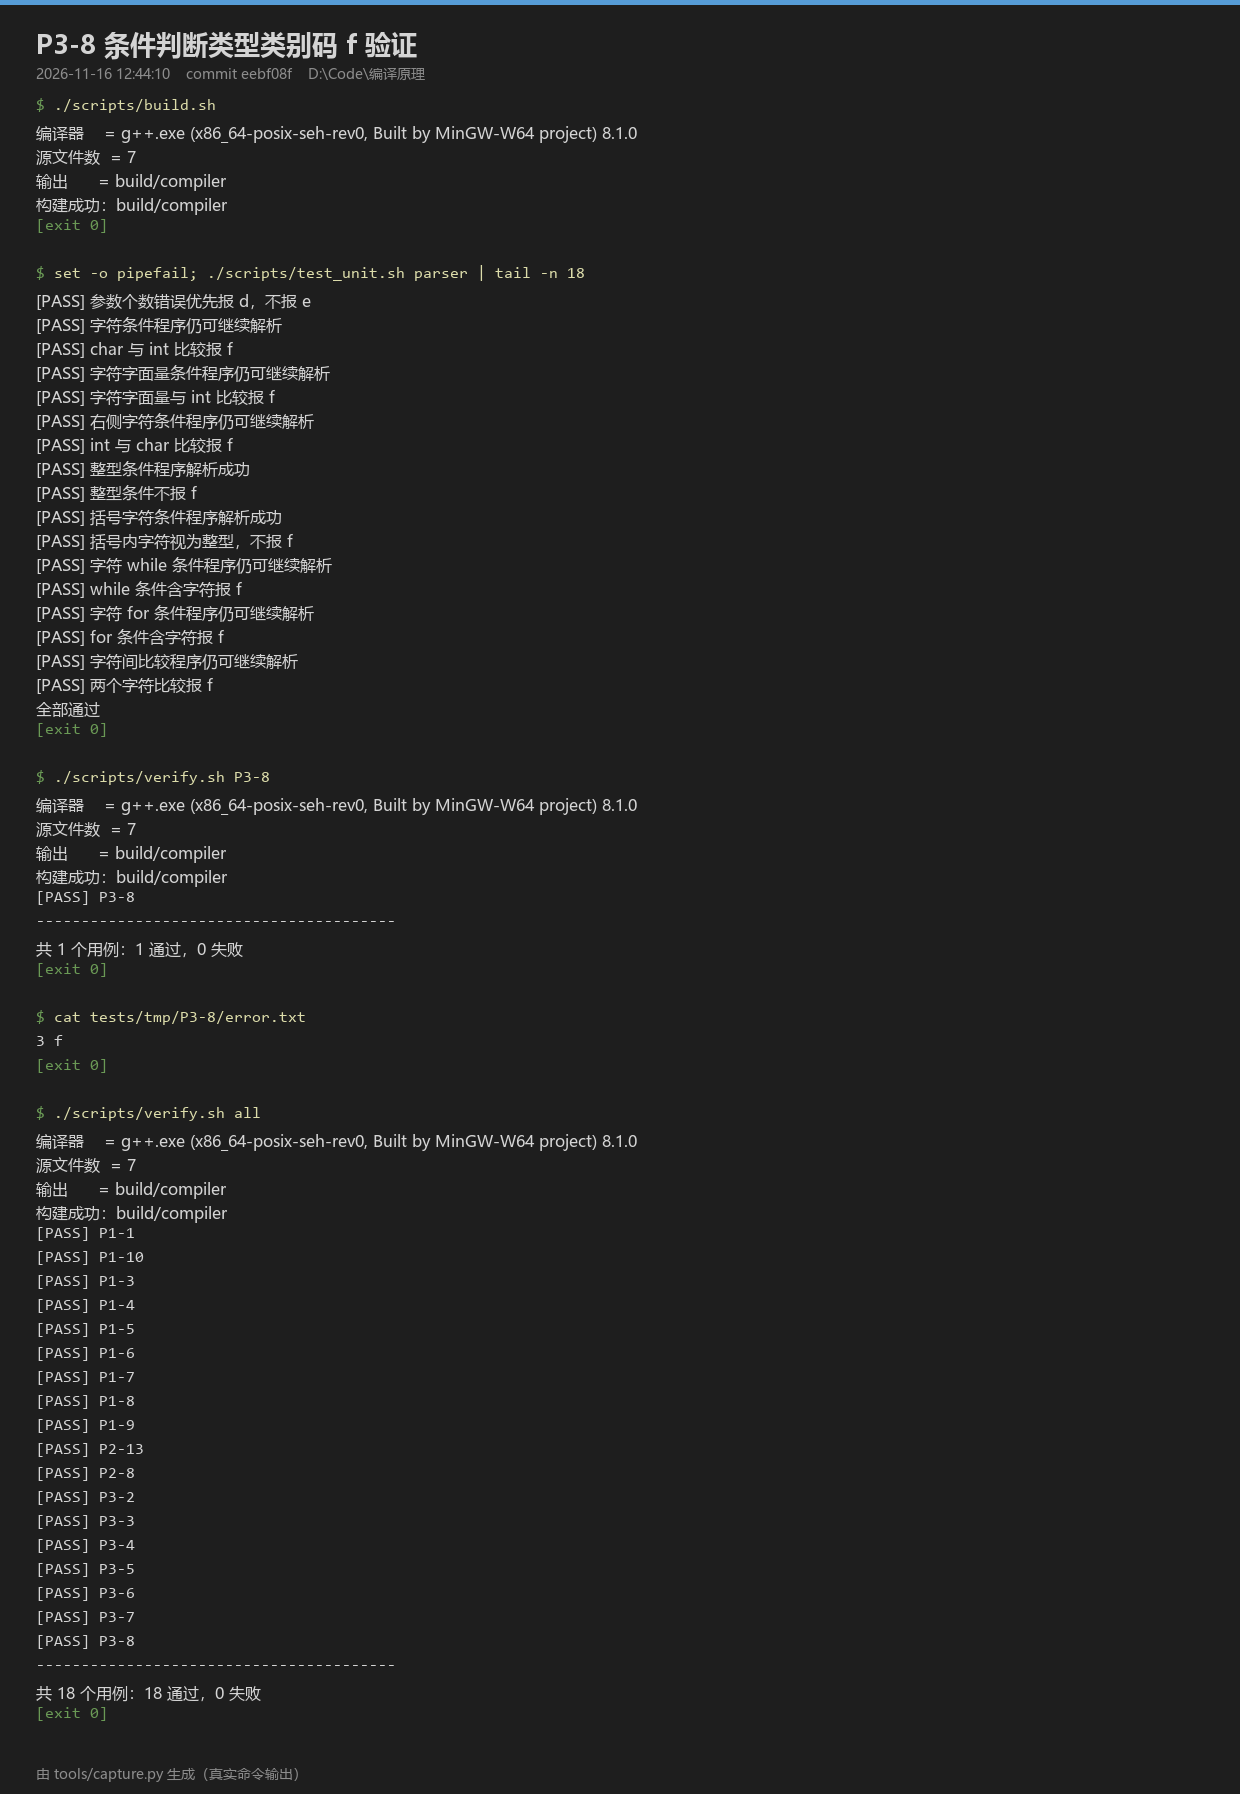 P3-8 条件判断类型类别码 f 验证
2026-11-16 12:44:10 commit eebf08f D:\Code\编译原理
$ ./scripts/build.sh
编译器 = g++.exe (x86_64-posix-seh-rev0, Built by MinGW-W64 project) 8.1.0
源文件数 = 7
输出 = build/compiler
构建成功：build/compiler
[exit 0]
$ set -o pipefail; ./scripts/test_unit.sh parser | tail -n 18
[PASS] 参数个数错误优先报 d，不报 e
[PASS] 字符条件程序仍可继续解析
[PASS] char 与 int 比较报 f
[PASS] 字符字面量条件程序仍可继续解析
[PASS] 字符字面量与 int 比较报 f
[PASS] 右侧字符条件程序仍可继续解析
[PASS] int 与 char 比较报 f
[PASS] 整型条件程序解析成功
[PASS] 整型条件不报 f
[PASS] 括号字符条件程序解析成功
[PASS] 括号内字符视为整型，不报 f
[PASS] 字符 while 条件程序仍可继续解析
[PASS] while 条件含字符报 f
[PASS] 字符 for 条件程序仍可继续解析
[PASS] for 条件含字符报 f
[PASS] 字符间比较程序仍可继续解析
[PASS] 两个字符比较报 f
全部通过
[exit 0]
$ ./scripts/verify.sh P3-8
编译器 = g++.exe (x86_64-posix-seh-rev0, Built by MinGW-W64 project) 8.1.0
源文件数 = 7
输出 = build/compiler
构建成功：build/compiler
[PASS] P3-8
----------------------------------------
共 1 个用例：1 通过，0 失败
[exit 0]
$ cat tests/tmp/P3-8/error.txt
3 f
[exit 0]
$ ./scripts/verify.sh all
编译器 = g++.exe (x86_64-posix-seh-rev0, Built by MinGW-W64 project) 8.1.0
源文件数 = 7
输出 = build/compiler
构建成功：build/compiler
[PASS] P1-1
[PASS] P1-10
[PASS] P1-3
[PASS] P1-4
[PASS] P1-5
[PASS] P1-6
[PASS] P1-7
[PASS] P1-8
[PASS] P1-9
[PASS] P2-13
[PASS] P2-8
[PASS] P3-2
[PASS] P3-3
[PASS] P3-4
[PASS] P3-5
[PASS] P3-6
[PASS] P3-7
[PASS] P3-8
----------------------------------------
共 18 个用例：18 通过，0 失败
[exit 0]
由 tools/capture.py 生成（真实命令输出）